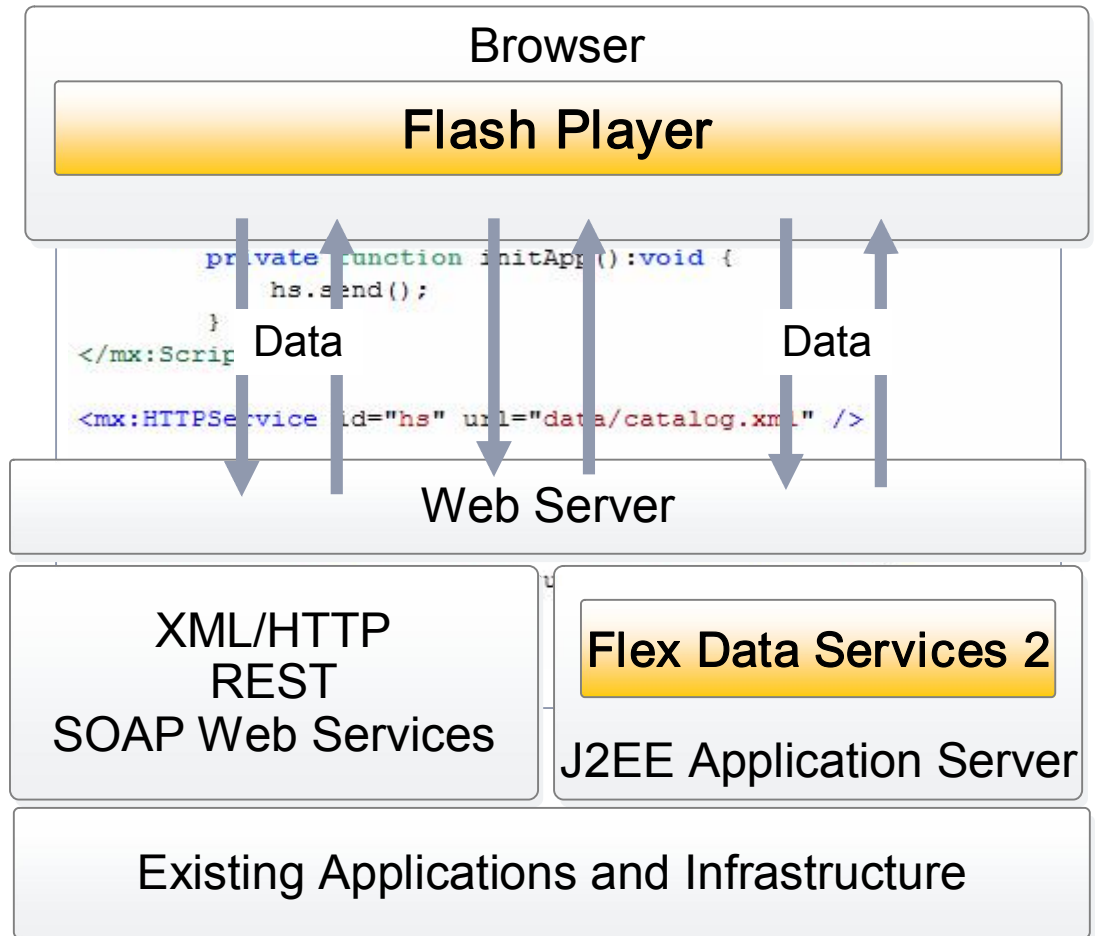 Browser
Flash Player
private function initApp():void {
hs.send();
}
</mx:Scrip
Data
Data
<mx:HTTPService id="hs" url="data/catalog.xml" />
Web Server
XML/HTTP
REST
SOAP Web Services
Flex Data Services 2
J2EE Application Server
Existing Applications and Infrastructure